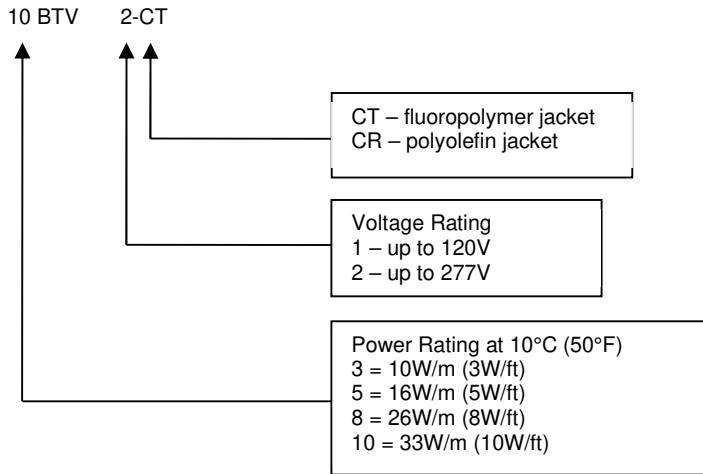 10 BTV 2-CT
CT – fluoropolymer jacket
CR – polyolefin jacket
Voltage Rating
1 – up to 120V
2 – up to 277V
Power Rating at 10°C (50°F)
3 = 10W/m (3W/ft)
5 = 16W/m (5W/ft)
8 = 26W/m (8W/ft)
10 = 33W/m (10W/ft)